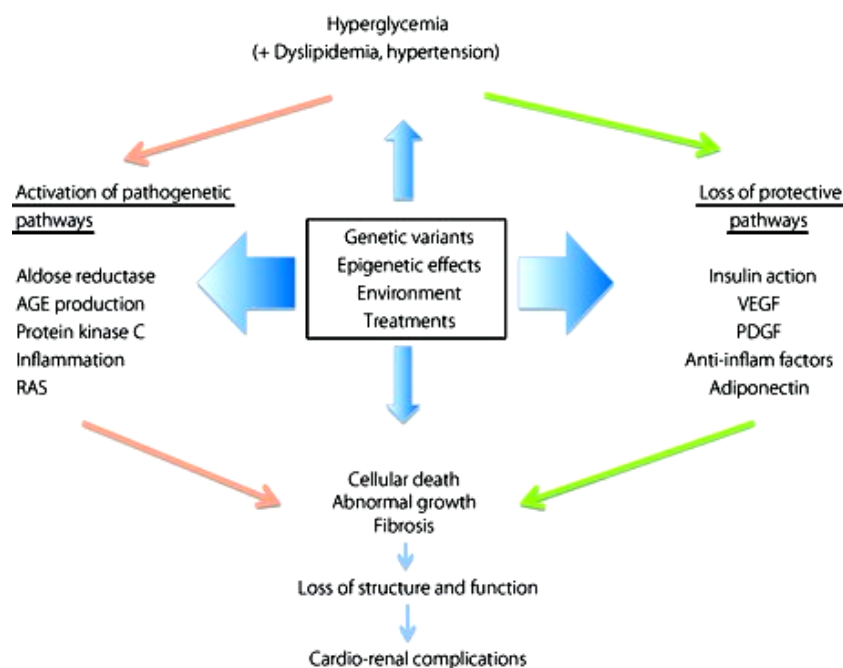 Hyperglycemia
(+ Dyslipidemia, hypertension)
Activation of pathogenetic
pathways
Aldose reductase
AGE production
Protein kinase C
Inflammation
RAS
Genetic variants
Epigenetic effects
Environment
Treatments
Loss of protective
pathways
Insulin action
VEGF
PDGF
Anti-inflam factors
Adiponectin
Cellular death
Abnormal growth
Fibrosis
Loss of structure and function
Cardio-renal complications